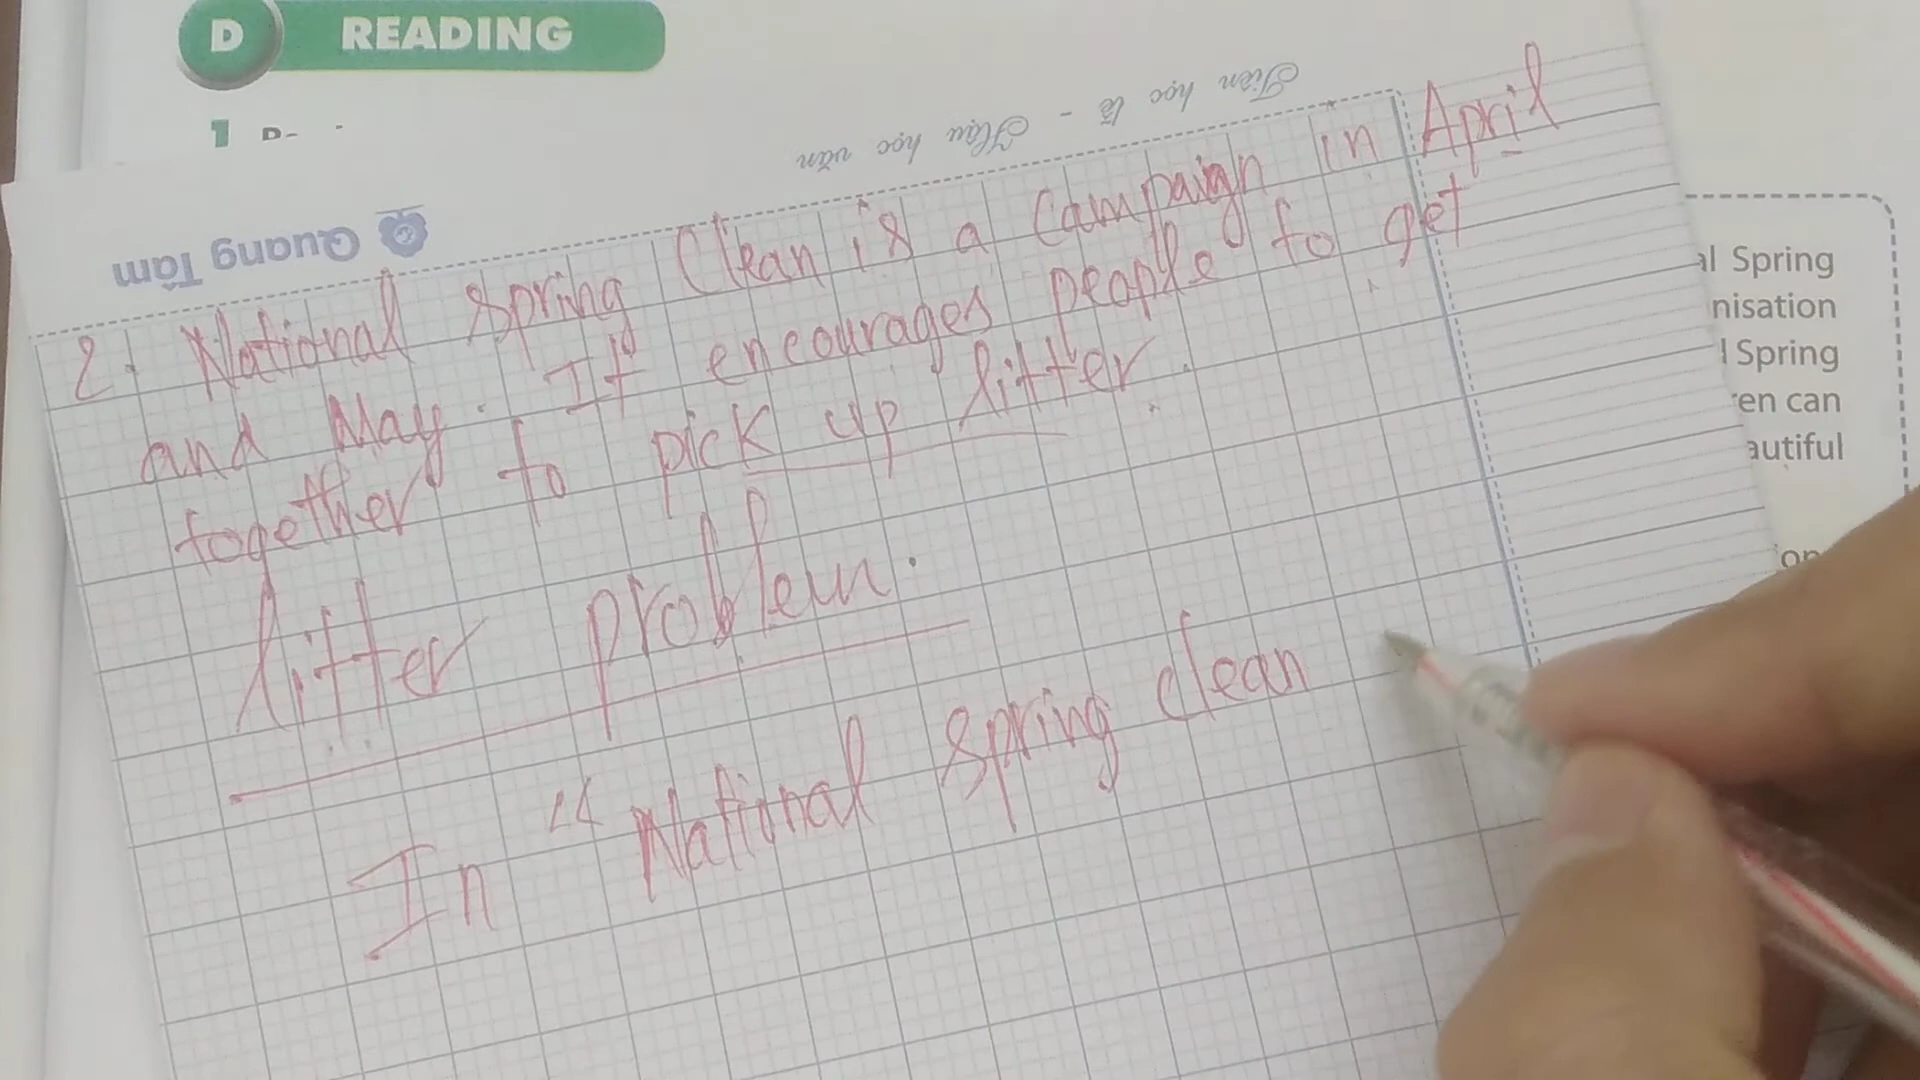 D READING
1
Tiên học lễ - Hậu học văn
Quang Tâm
2. National Spring Clean is a campaign in April
and May. It encourages people to get
together to pick up litter.
litter problem.
In “National Spring clean
al Spring
nisation
l Spring
ren can
autiful